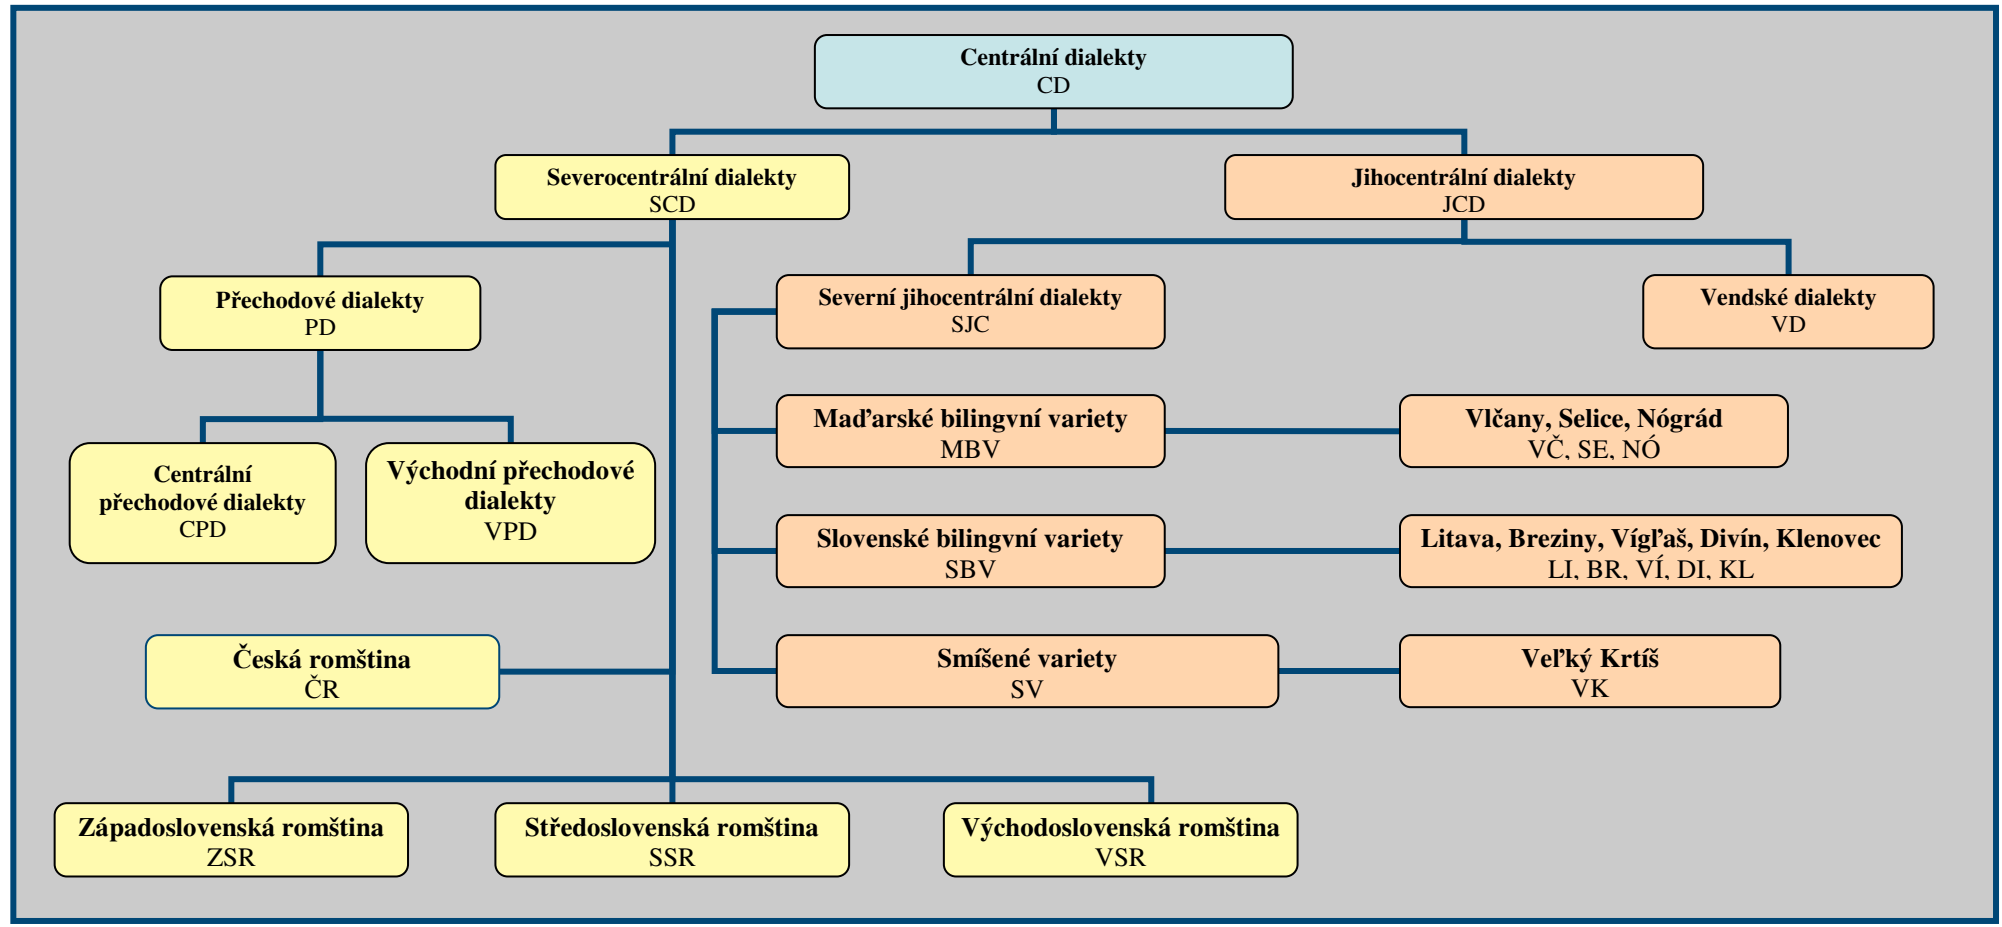 Centrální dialekty
CD
Severocentrální dialekty
SCD
Jihocentrální dialekty
JCD
Přechodové dialekty
PD
Severní jihocentrální dialekty
SJC
Vendské dialekty
VD
Maďarské bilingvní variety
MBV
Vlčany, Selice, Nógrád
VČ, SE, NÓ
Centrální
přechodové dialekty
CPD
Východní přechodové
dialekty
VPD
Slovenské bilingvní variety
SBV
Litava, Breziny, Vígľaš, Divín, Klenovec
LI, BR, VÍ, DI, KL
Česká romština
ČR
Smíšené variety
SV
Veľký Krtíš
VK
Západoslovenská romština
ZSR
Středoslovenská romština
SSR
Východoslovenská romština
VSR